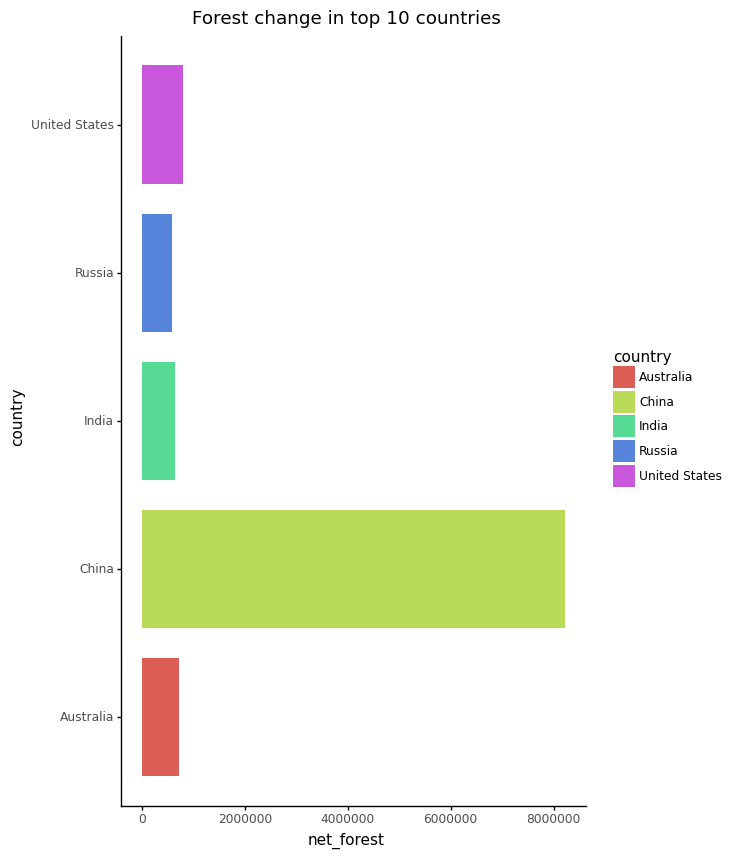 Forest change in top 10 countries
United States
Russia
India
China
Australia
country
0 2000000 4000000 6000000 8000000
net_forest
country
Australia
China
India
Russia
United States